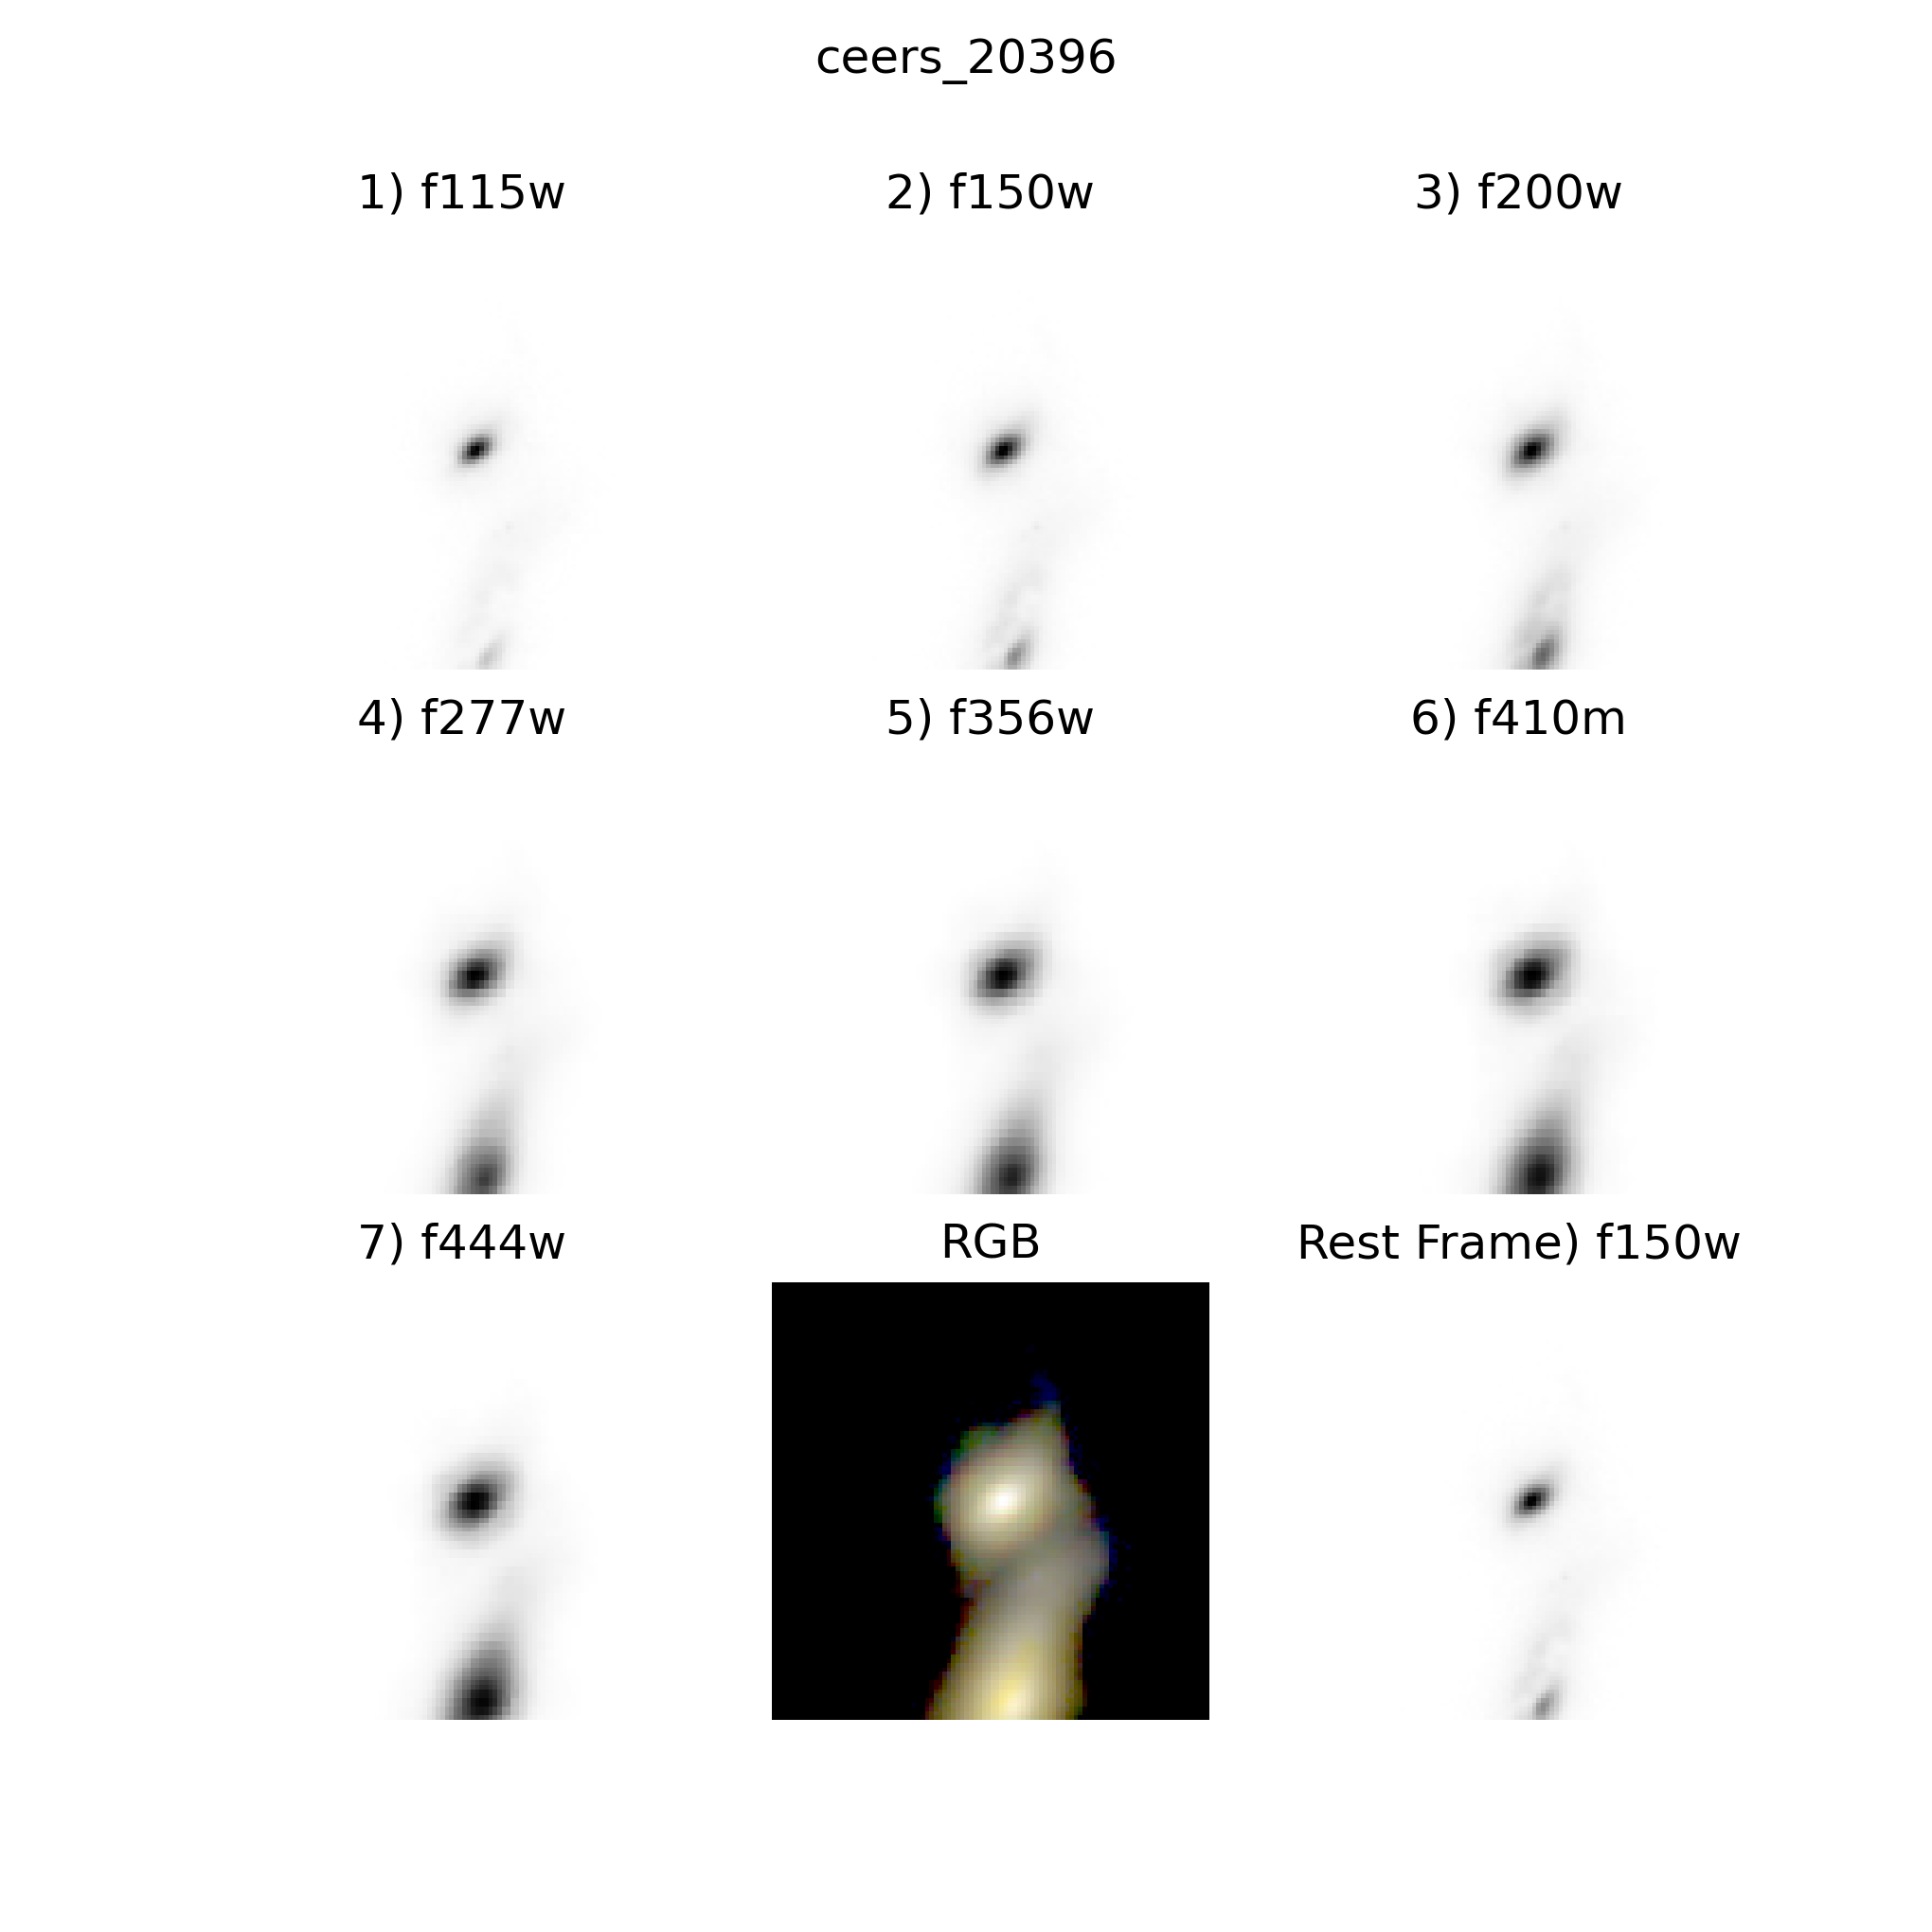 ceers_20396
1) f115w
2) f150w
3) f200w
4) f277w
5) f356w
6) f410m
7) f444w
RGB
Rest Frame) f150w